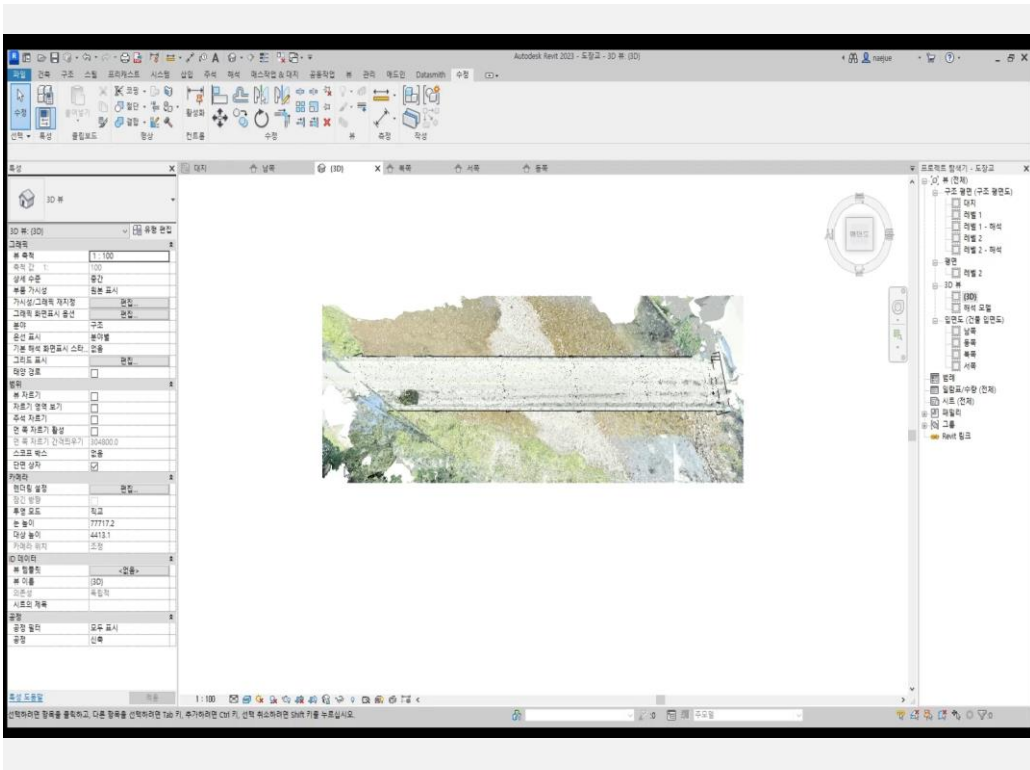 Autodesk Revit 2023 - 도장교 - 3D 뷰: {3D}
naejue
파일 건축 구조 스틸 프리캐스트 시스템 삽입 주석 해석 매스작업 & 대지 공동작업 뷰 관리 애드인 Datasmith 수정
수정
붙여넣기
코핑
절단
결합
활성화
선택 특성 클립보드 형상 컨트롤 수정 뷰 측정 작성
특성
대지 남쪽 {3D} 북쪽 서쪽 동쪽
3D 뷰
3D 뷰: {3D} 유형 편집
그래픽
뷰 축척 1 : 100
축척 값 1: 100
상세 수준 중간
부품 가시성 원본 표시
가시성/그래픽 재지정 편집...
그래픽 화면표시 옵션 편집...
분야 구조
은선 표시 분야별
기본 해석 화면표시 스타... 없음
그리드 표시 편집...
태양 경로
범위
뷰 자르기
자르기 영역 보기
주석 자르기
먼 쪽 자르기 활성
먼 쪽 자르기 간격띄우기 304800.0
스코프 박스 없음
단면 상자
카메라
렌더링 설정 편집...
잠긴 방향
투영 모드 직교
눈 높이 77717.2
대상 높이 4413.1
카메라 위치 조정
ID 데이터
뷰 템플릿 <없음>
뷰 이름 {3D}
의존성 독립적
시트의 제목
공정
공정 필터 모두 표시
공정 신축
특성 도움말 적용
프로젝트 탐색기 - 도장교
뷰 (전체)
구조 평면 (구조 평면도)
대지
레벨 1
레벨 1 - 해석
레벨 2
레벨 2 - 해석
평면
레벨 2
3D 뷰
{3D}
해석 모델
입면도 (건물 입면도)
남쪽
동쪽
북쪽
서쪽
범례
일람표/수량 (전체)
시트 (전체)
패밀리
그룹
Revit 링크
1 : 100
선택하려면 항목을 클릭하고, 다른 항목을 선택하려면 Tab 키, 추가하려면 Ctrl 키, 선택 취소하려면 Shift 키를 누르십시오.
:0 주모델
:0